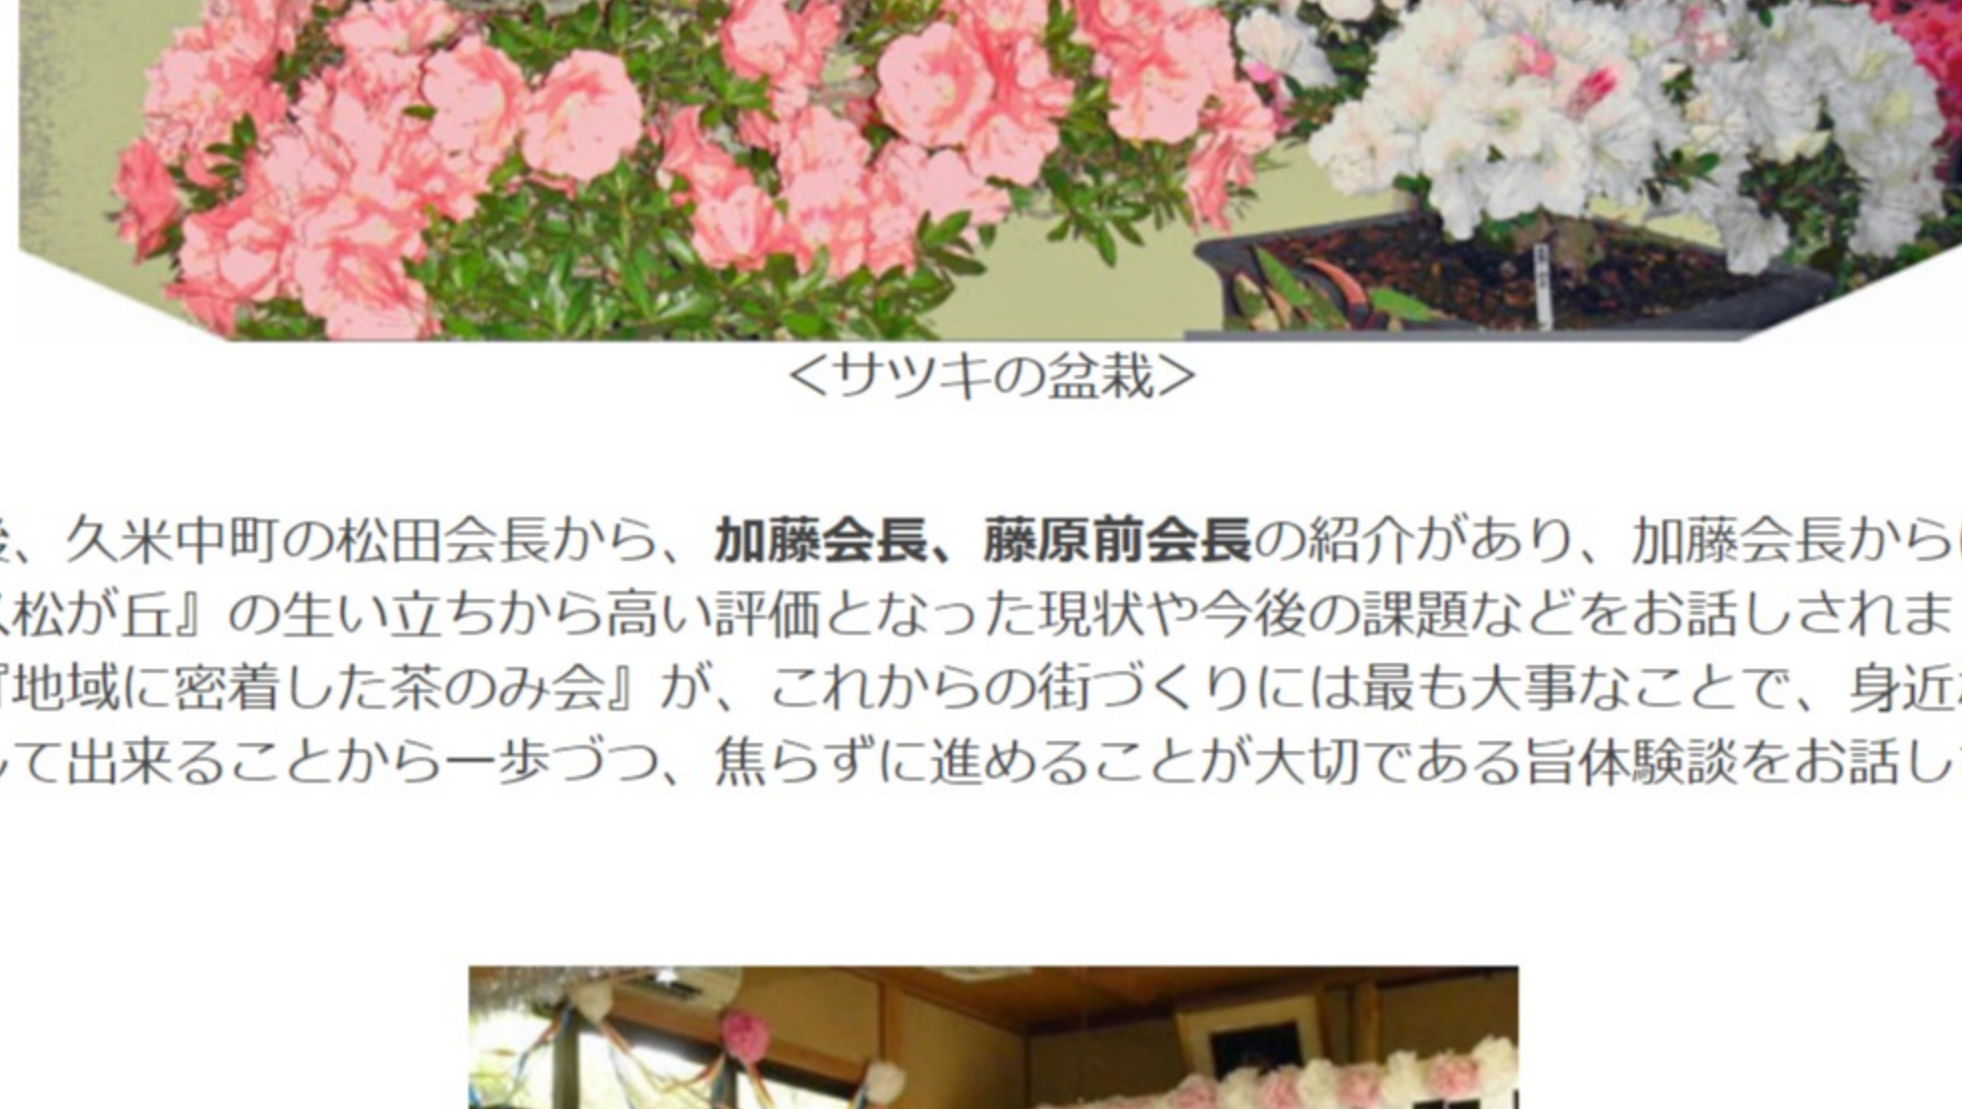 ＜サツキの盆栽＞
後、久米中町の松田会長から、加藤会長、藤原前会長の紹介があり、加藤会長から
松が丘』の生い立ちから高い評価となった現状や今後の課題などをお話しされま
『地域に密着した茶のみ会』が、これからの街づくりには最も大事なことで、身近
して出来ることから一歩づつ、焦らずに進めることが大切である旨体験談をお話し